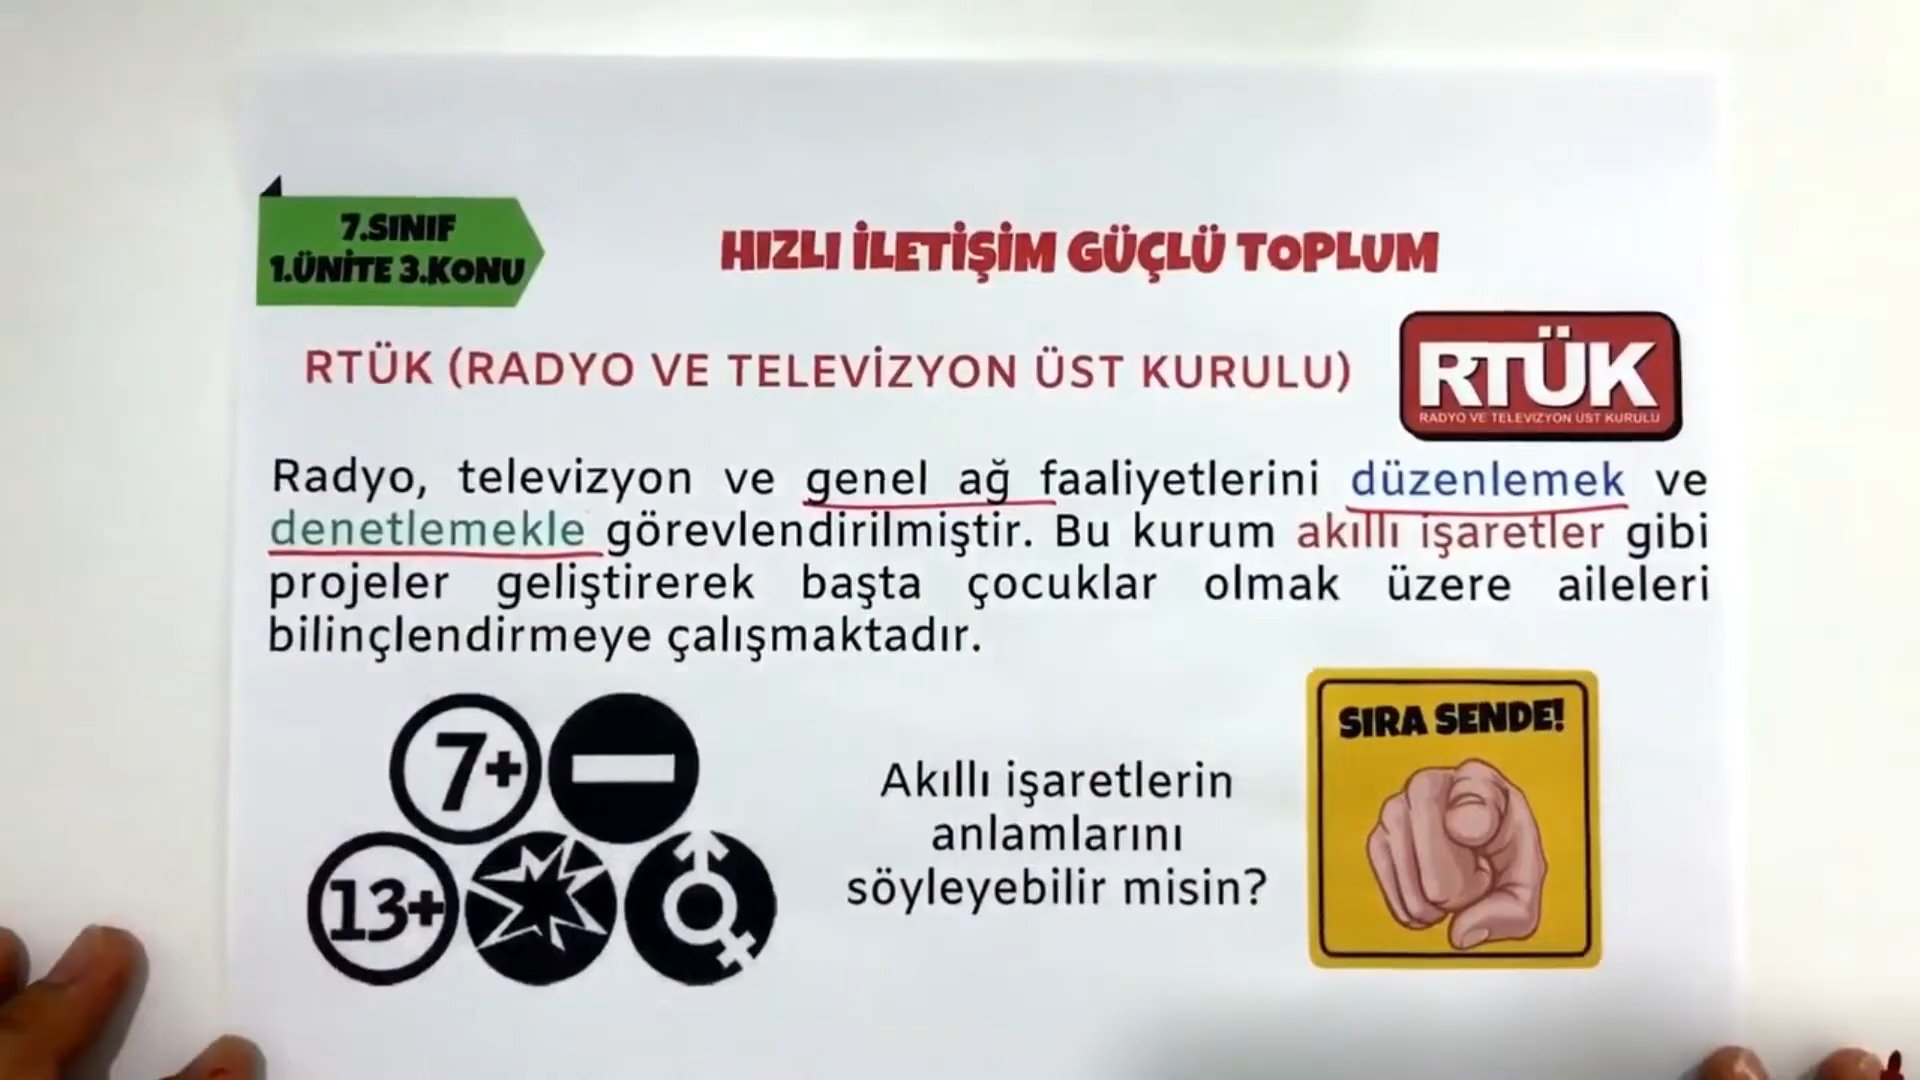 7.SINIF
1.ÜNİTE 3.KONU
HIZLI İLETİŞİM GÜÇLÜ TOPLUM
RTÜK (RADYO VE TELEVİZYON ÜST KURULU)
RTÜK
RADYO VE TELEVİZYON ÜST KURULU
Radyo, televizyon ve genel ağ faaliyetlerini düzenlemek ve
denetlemekle görevlendirilmiştir. Bu kurum akıllı işaretler gibi
projeler geliştirerek başta çocuklar olmak üzere aileleri
bilinçlendirmeye çalışmaktadır.
7+
13+
Akıllı işaretlerin
anlamlarını
söyleyebilir misin?
SIRA SENDE!